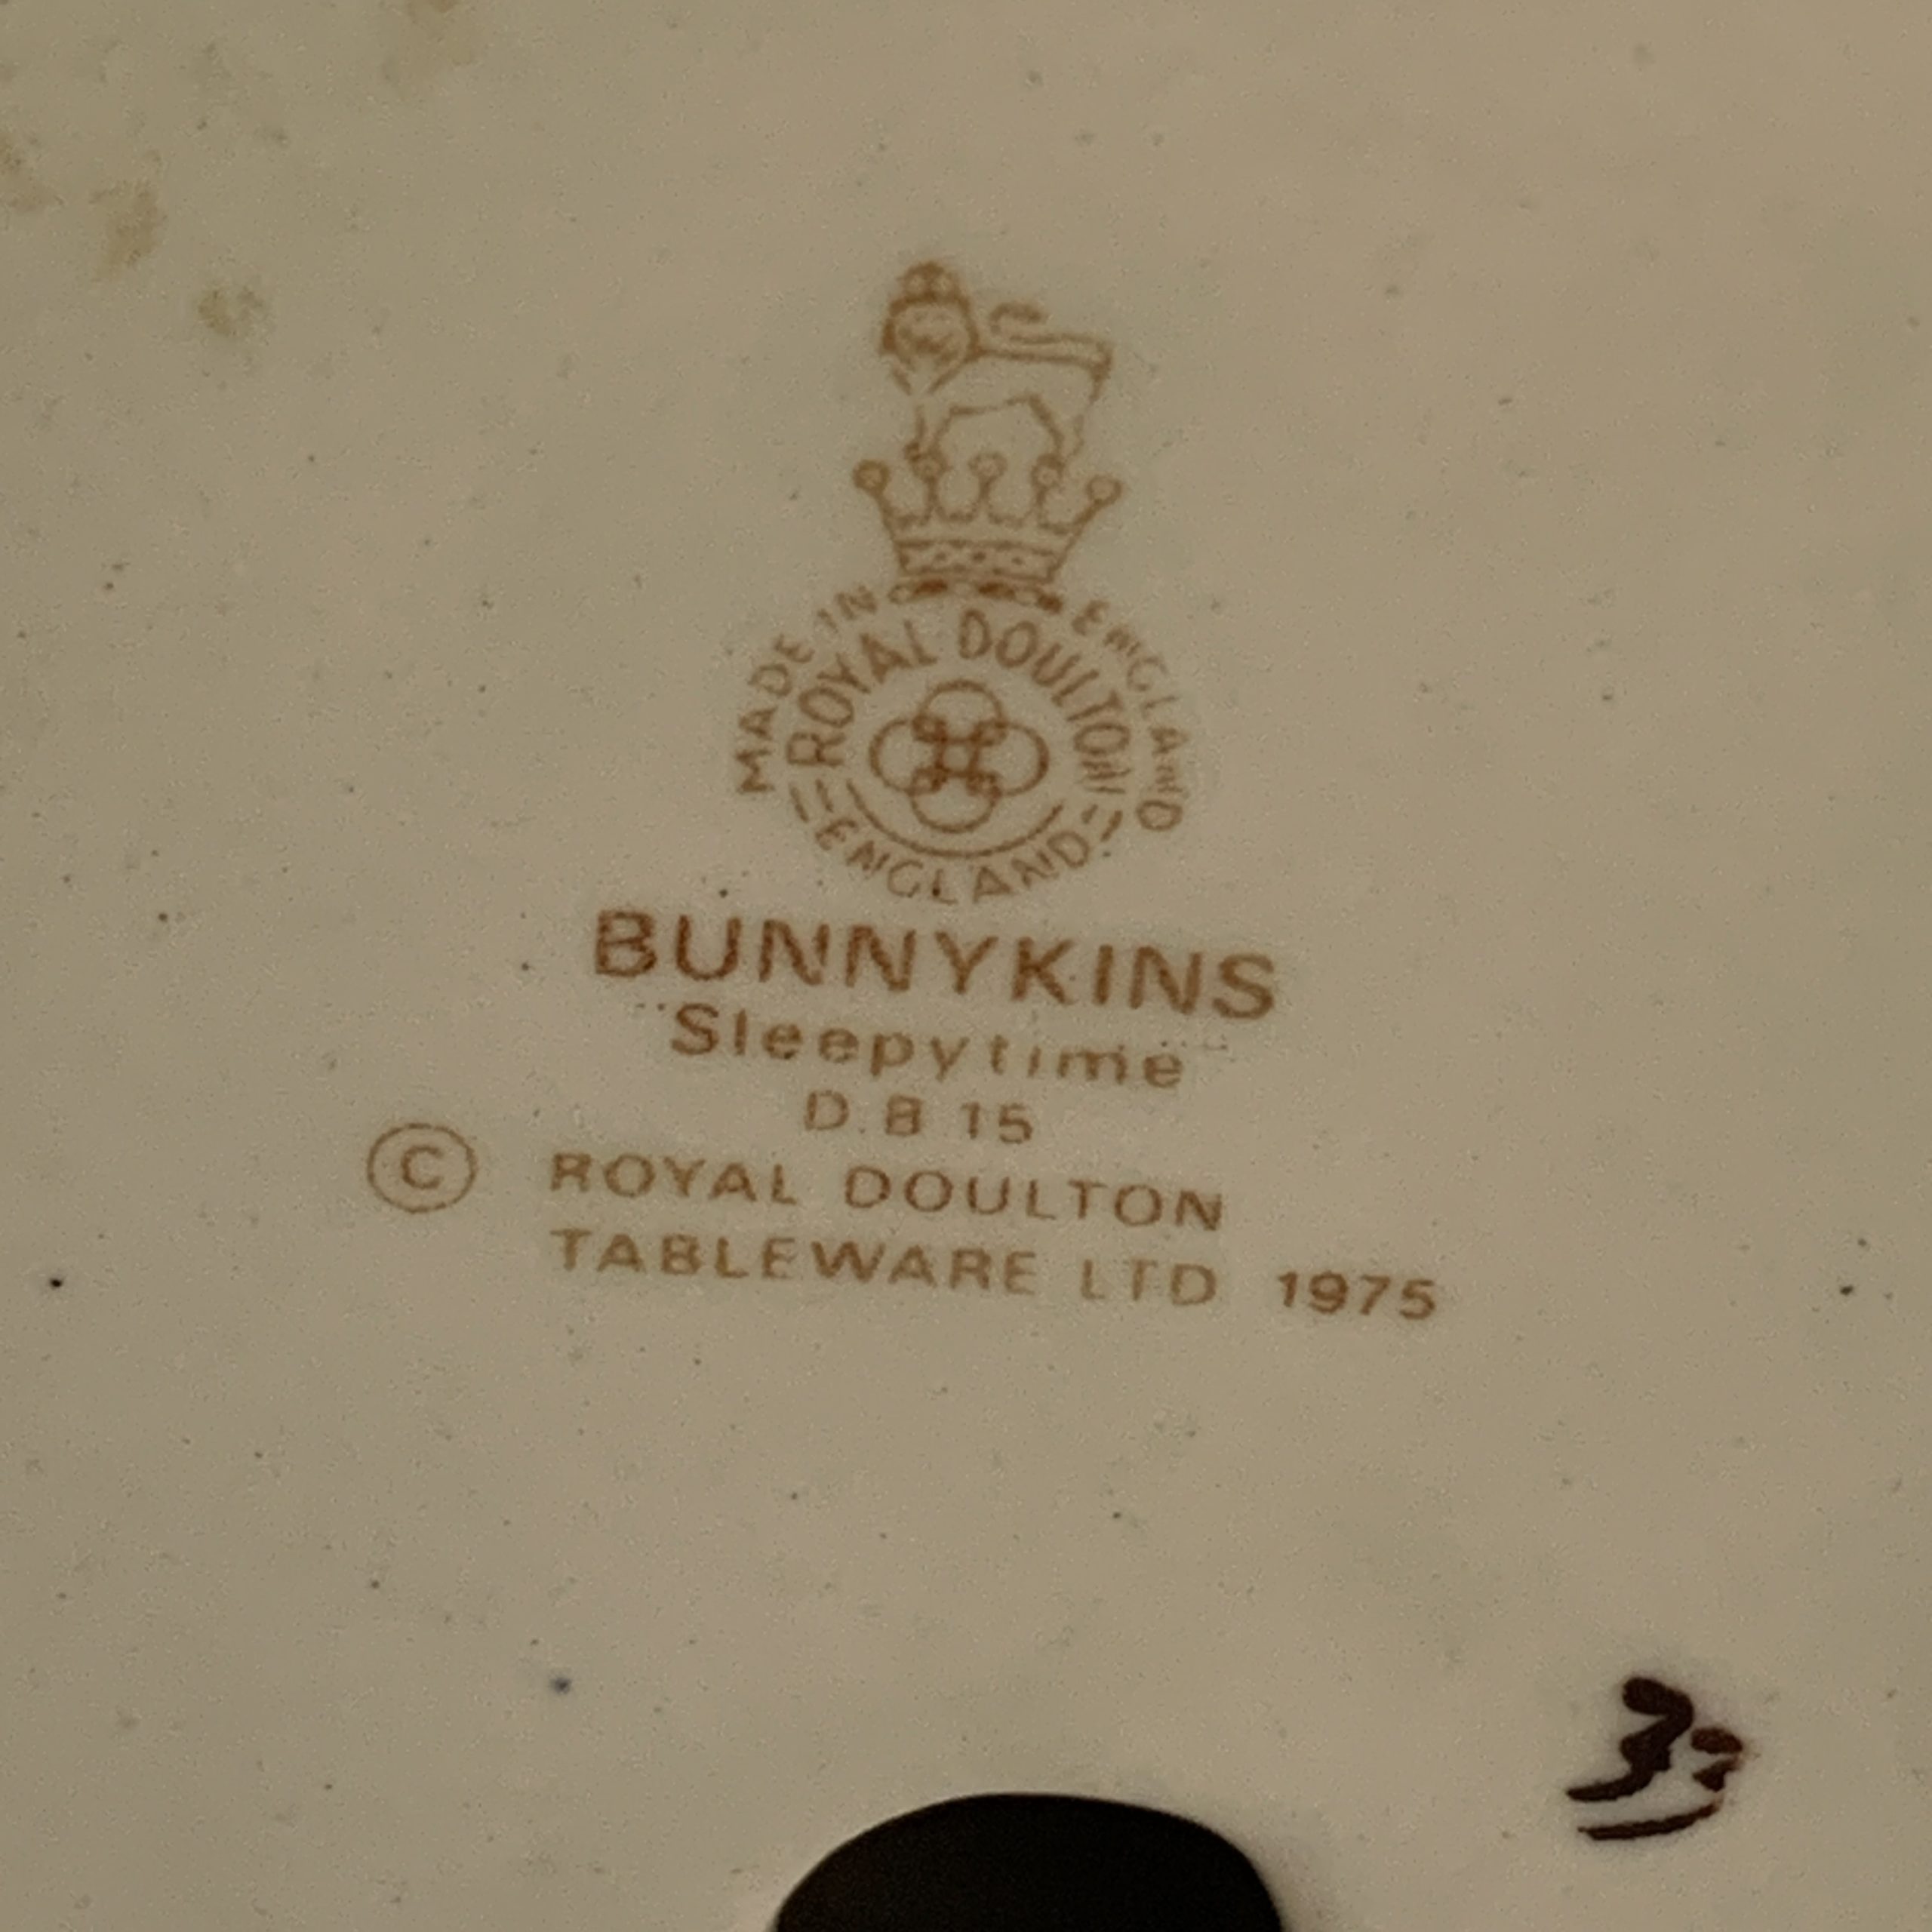 MADE IN ENGLAND
ROYAL DOULTON
ENGLAND
BUNNYKINS
"Sleepytime"
D.B 15
© ROYAL DOULTON
TABLEWARE LTD 1975